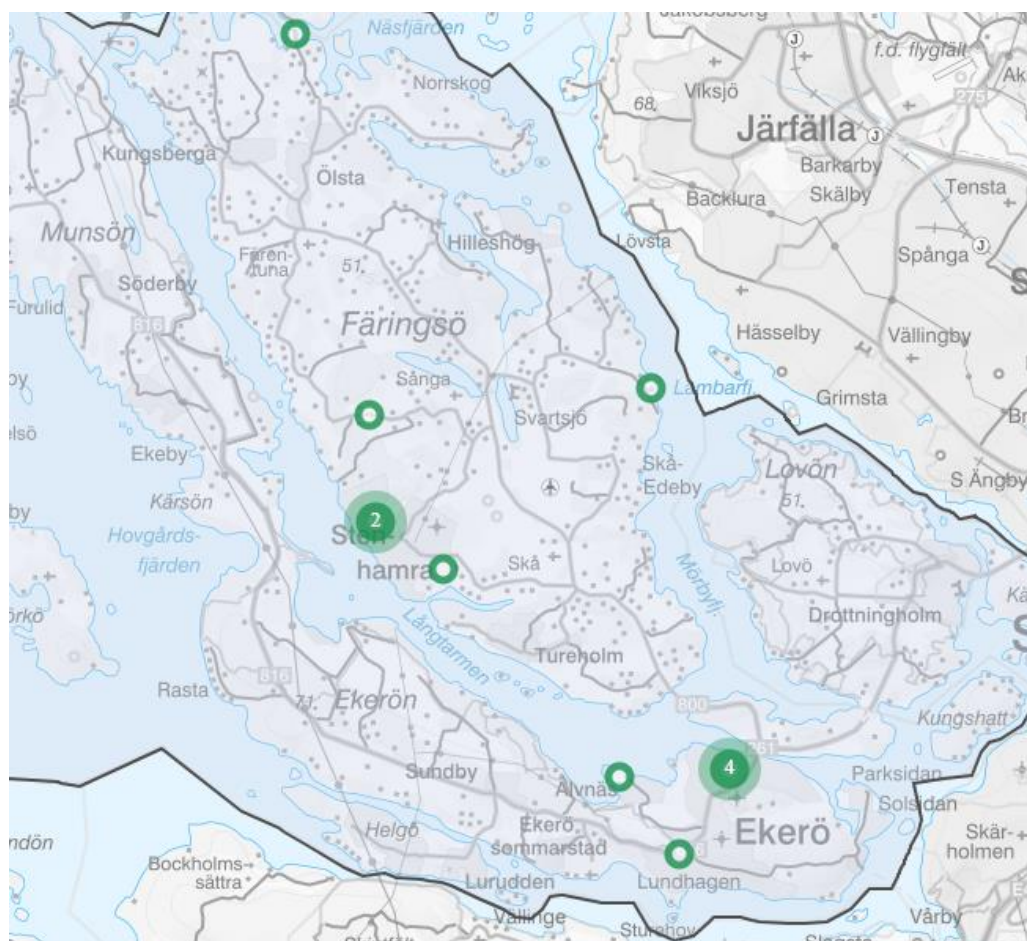 Näsfjärden
Jakobsberg
f.d. flygfält
Norrskog
Viksjö
68.
275
Järfälla
Kungsberga
Ölsta
Barkarby
Skälby
Backlura
Tensta
Munsön
Hilleshög
Lövsta
Spånga
Fären-
tuna
51.
Söderby
Furulid
616
Färingsö
Hässelby
Vällingby
Sånga
Lambarfj
Svartsjö
Grimsta
Ekeby
Skå-
Edeby
Lovön
S Ängby
51.
Kärsön
2
Sten-
hamra
Hovgårds-
fjärden
Skå
Mörbyfj.
Lovö
Drottningholm
Långtarmen
Tureholm
Rasta
616
71.
Ekerön
800
Kungshatt
261
4
Sundby
Älvnäs
Parksidan
Solsidan
Ekerö
sommarstad
Ekerö
Helgö
Skär-
holmen
Bockholms-
sättra
Lurudden
Lundhagen
Vällinge
Sturehov
Vårby
J
J
J